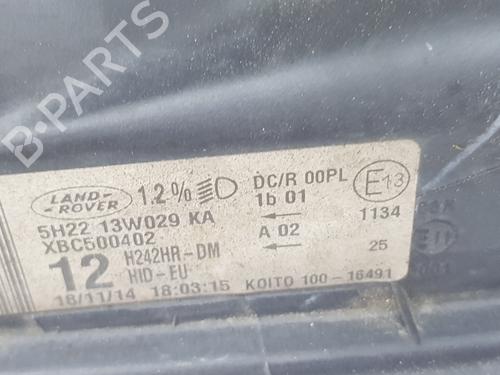 B-PARTS
LAND-
ROVER
1.2% DC/R 00PL E13
5H22 13W029 KA 1b 01
XBC500402 1134
12 H242HR-DM A 02 25
HID-EU
18/11/14 18:03:15 KOITO 100-16491